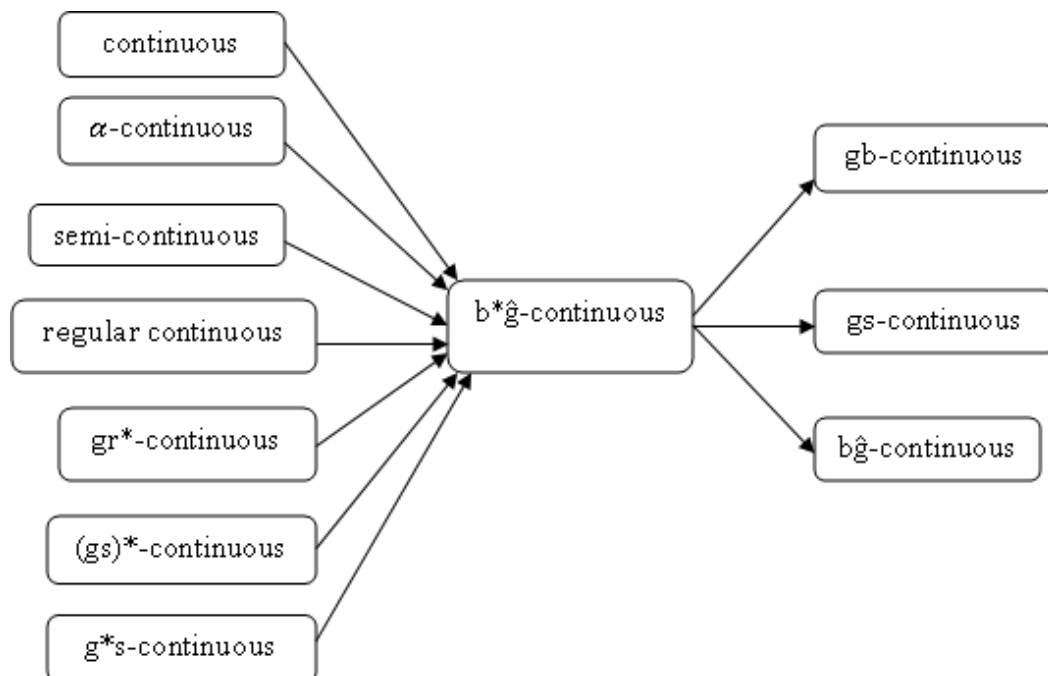 continuous
α-continuous
semi-continuous
regular continuous
gr*-continuous
(gs)*-continuous
g*s-continuous
b*ĝ-continuous
gb-continuous
gs-continuous
bĝ-continuous